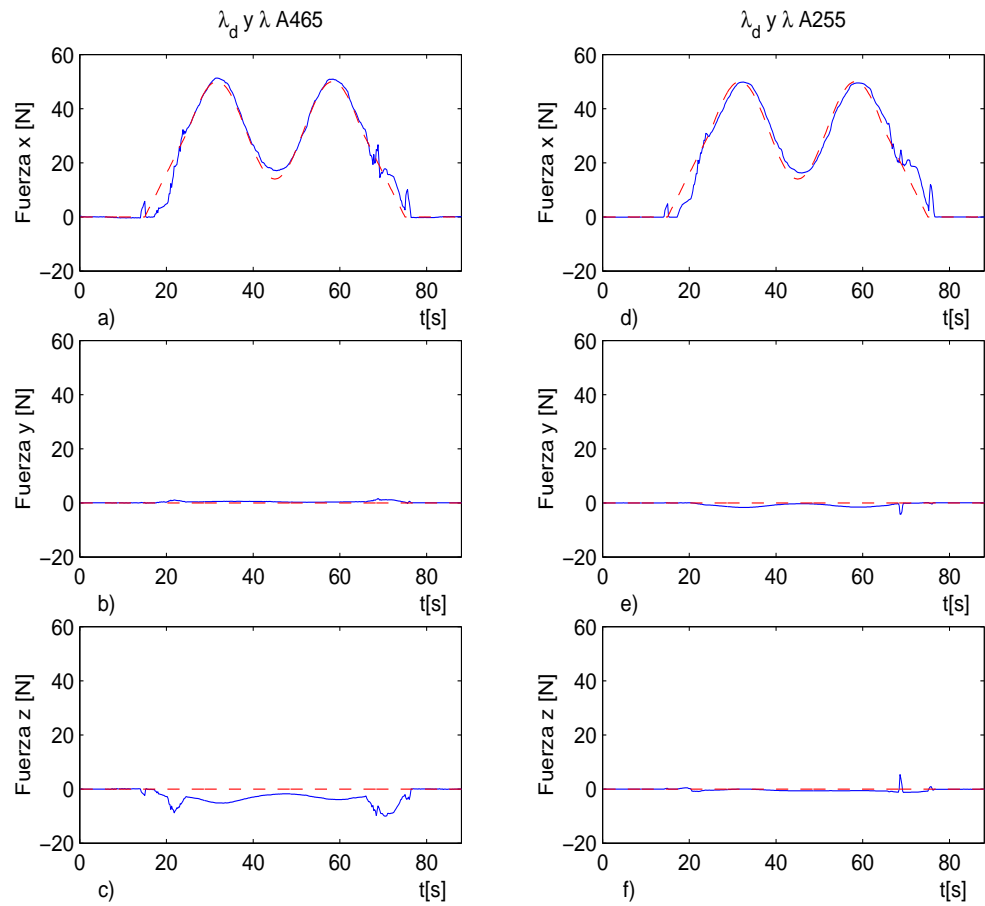 λ_d y λ A465
60
40
20
0
−20
Fuerza x [N]
0 20 40 60 80
a) t[s]
λ_d y λ A255
60
40
20
0
−20
Fuerza x [N]
0 20 40 60 80
d) t[s]
60
40
20
0
−20
Fuerza y [N]
0 20 40 60 80
b) t[s]
60
40
20
0
−20
Fuerza y [N]
0 20 40 60 80
e) t[s]
60
40
20
0
−20
Fuerza z [N]
0 20 40 60 80
c) t[s]
60
40
20
0
−20
Fuerza z [N]
0 20 40 60 80
f) t[s]